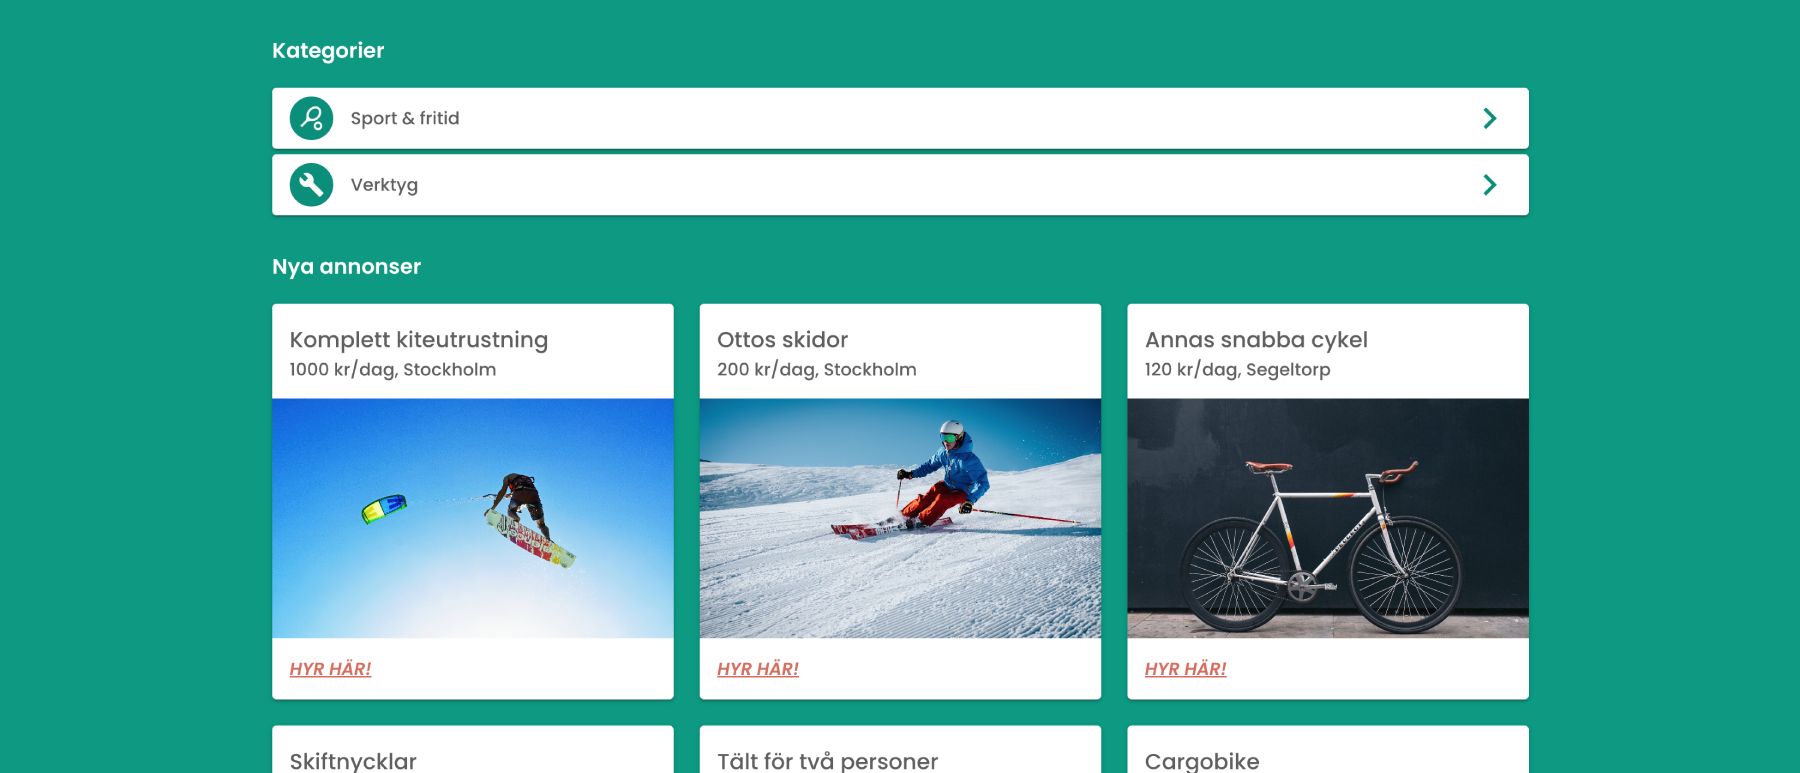 Kategorier
Sport & fritid
Verktyg
Nya annonser
Komplett kiteutrustning
1000 kr/dag, Stockholm
HYR HÄR!
Ottos skidor
200 kr/dag, Stockholm
HYR HÄR!
Annas snabba cykel
120 kr/dag, Segeltorp
HYR HÄR!
Skiftnycklar
Tält för två personer
Cargobike